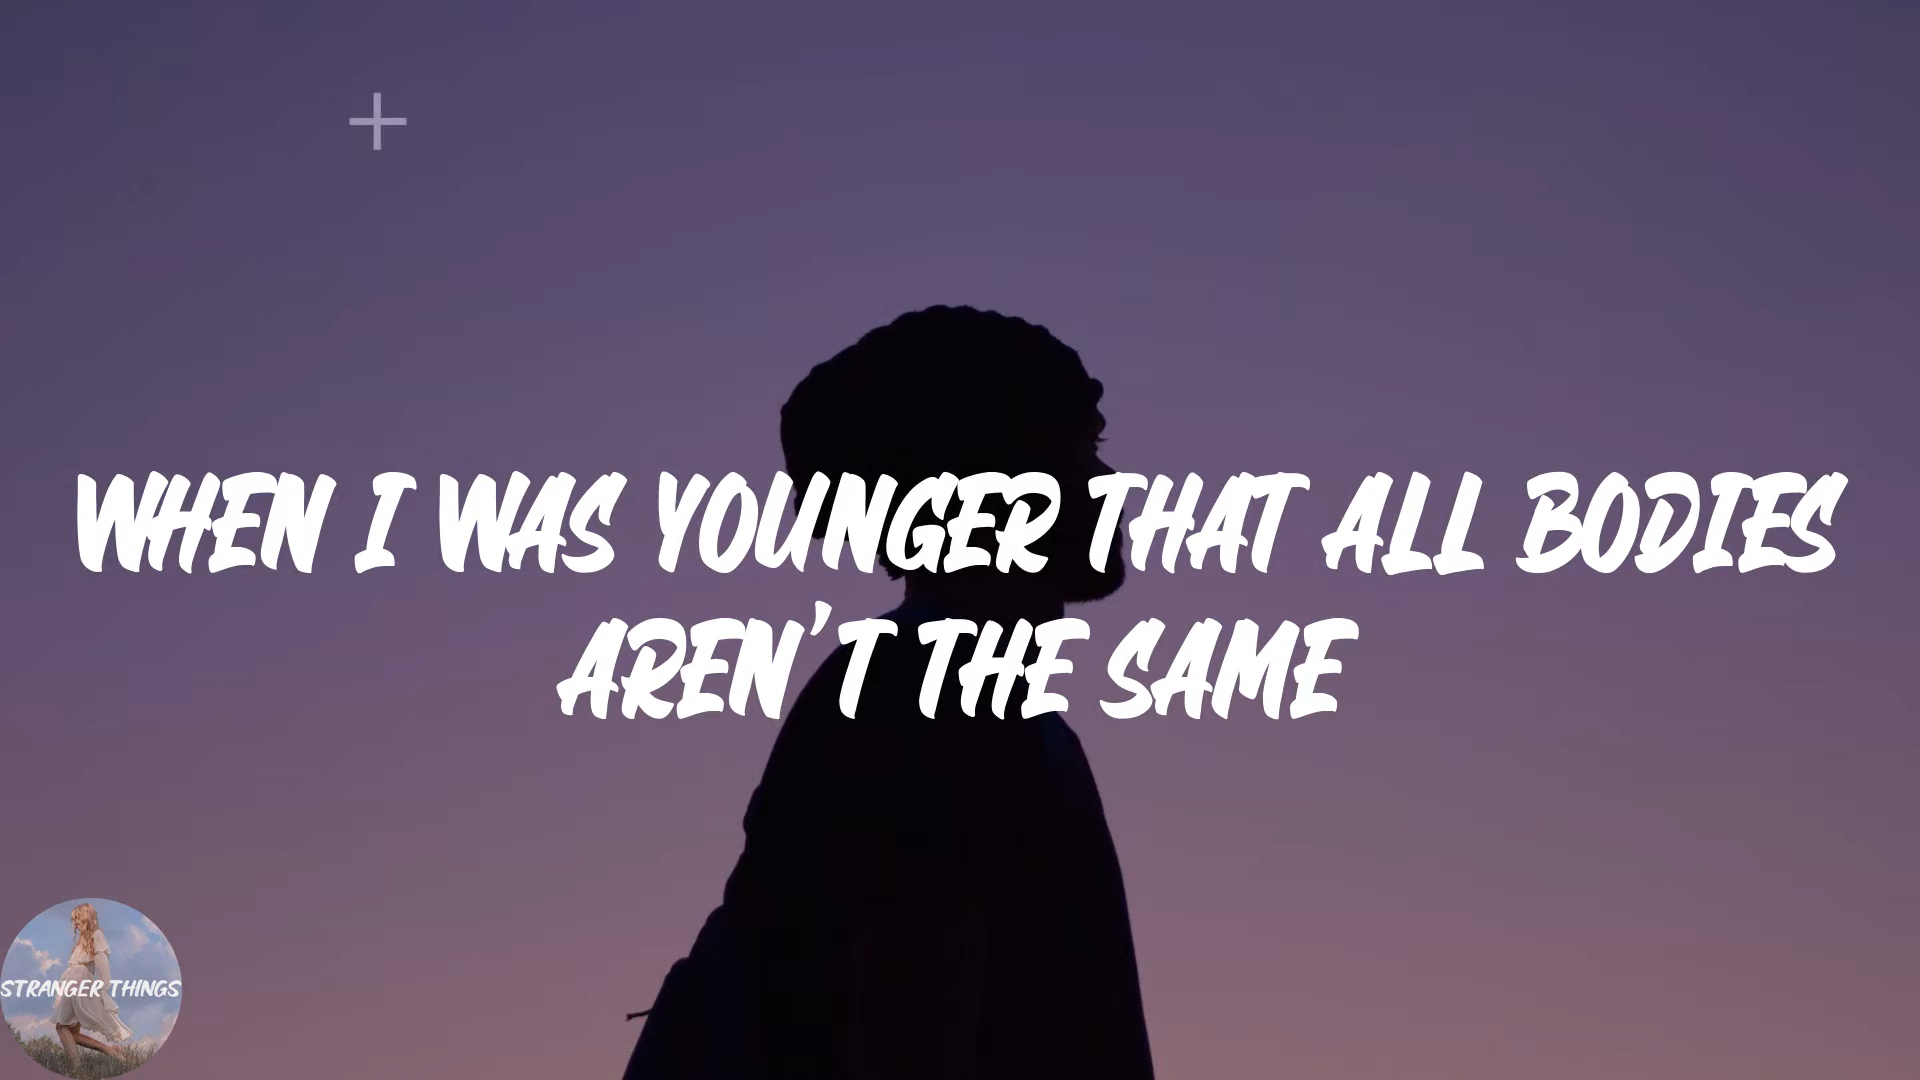 WHEN I WAS YOUNGER THAT ALL BODIES
AREN'T THE SAME
STRANGER THINGS